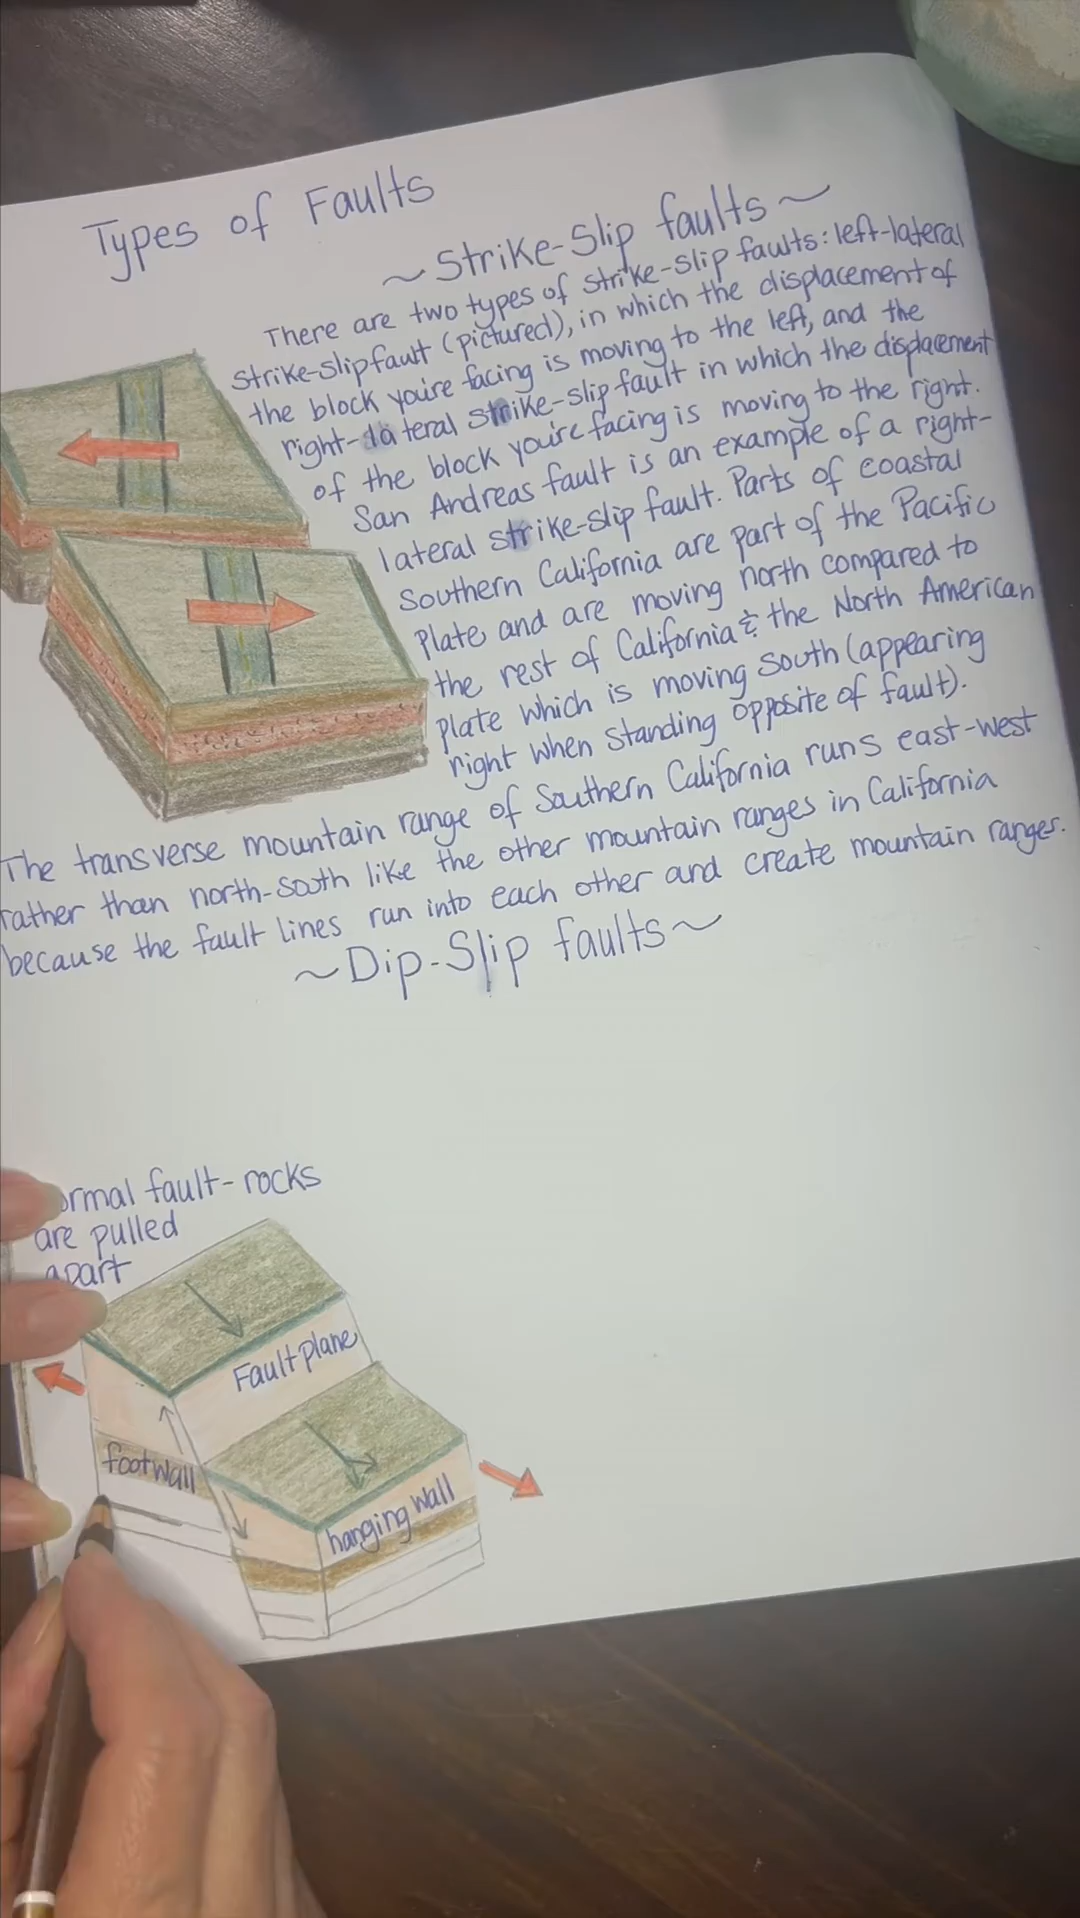 Types of Faults
~Strike-Slip faults~
There are two types of strike-slip faults: left-lateral
strike-slip fault (pictured), in which the displacement of
the block you're facing is moving to the left, and the
right-lateral strike-slip fault in which the displacement
of the block you're facing is moving to the right.
San Andreas fault is an example of a right-
lateral strike-slip fault. Parts of coastal
Southern California are part of the Pacific
Plate and are moving north compared to
the rest of California & the North American
plate which is moving south (appearing
right when standing opposite of fault).
The transverse mountain range of Southern California runs east-west
rather than north-south like the other mountain ranges in California
because the fault lines run into each other and create mountain ranges.
~Dip-Slip faults~
ormal fault- rocks
are pulled
apart
Fault plane
footwall
hanging wall